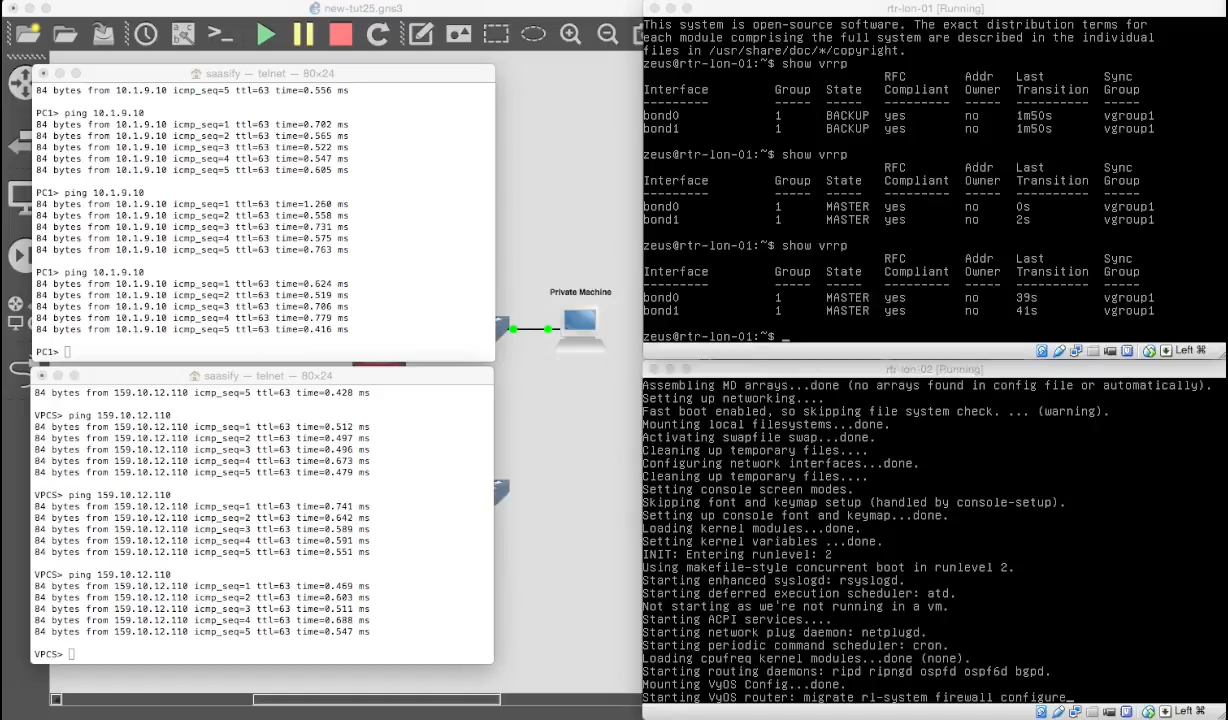 new-tut25.gns3
saasify — telnet — 80×24
84 bytes from 10.1.9.10 icmp_seq=5 ttl=63 time=0.556 ms
PC1> ping 10.1.9.10
84 bytes from 10.1.9.10 icmp_seq=1 ttl=63 time=0.702 ms
84 bytes from 10.1.9.10 icmp_seq=2 ttl=63 time=0.565 ms
84 bytes from 10.1.9.10 icmp_seq=3 ttl=63 time=0.522 ms
84 bytes from 10.1.9.10 icmp_seq=4 ttl=63 time=0.547 ms
84 bytes from 10.1.9.10 icmp_seq=5 ttl=63 time=0.605 ms
PC1> ping 10.1.9.10
84 bytes from 10.1.9.10 icmp_seq=1 ttl=63 time=1.260 ms
84 bytes from 10.1.9.10 icmp_seq=2 ttl=63 time=0.558 ms
84 bytes from 10.1.9.10 icmp_seq=3 ttl=63 time=0.731 ms
84 bytes from 10.1.9.10 icmp_seq=4 ttl=63 time=0.575 ms
84 bytes from 10.1.9.10 icmp_seq=5 ttl=63 time=0.763 ms
PC1> ping 10.1.9.10
84 bytes from 10.1.9.10 icmp_seq=1 ttl=63 time=0.624 ms
84 bytes from 10.1.9.10 icmp_seq=2 ttl=63 time=0.519 ms
84 bytes from 10.1.9.10 icmp_seq=3 ttl=63 time=0.706 ms
84 bytes from 10.1.9.10 icmp_seq=4 ttl=63 time=0.779 ms
84 bytes from 10.1.9.10 icmp_seq=5 ttl=63 time=0.416 ms
PC1>
saasify — telnet — 80×24
84 bytes from 159.10.12.110 icmp_seq=5 ttl=63 time=0.428 ms
VPCS> ping 159.10.12.110
84 bytes from 159.10.12.110 icmp_seq=1 ttl=63 time=0.512 ms
84 bytes from 159.10.12.110 icmp_seq=2 ttl=63 time=0.497 ms
84 bytes from 159.10.12.110 icmp_seq=3 ttl=63 time=0.496 ms
84 bytes from 159.10.12.110 icmp_seq=4 ttl=63 time=0.673 ms
84 bytes from 159.10.12.110 icmp_seq=5 ttl=63 time=0.479 ms
VPCS> ping 159.10.12.110
84 bytes from 159.10.12.110 icmp_seq=1 ttl=63 time=0.741 ms
84 bytes from 159.10.12.110 icmp_seq=2 ttl=63 time=0.642 ms
84 bytes from 159.10.12.110 icmp_seq=3 ttl=63 time=0.589 ms
84 bytes from 159.10.12.110 icmp_seq=4 ttl=63 time=0.591 ms
84 bytes from 159.10.12.110 icmp_seq=5 ttl=63 time=0.551 ms
VPCS> ping 159.10.12.110
84 bytes from 159.10.12.110 icmp_seq=1 ttl=63 time=0.469 ms
84 bytes from 159.10.12.110 icmp_seq=2 ttl=63 time=0.603 ms
84 bytes from 159.10.12.110 icmp_seq=3 ttl=63 time=0.511 ms
84 bytes from 159.10.12.110 icmp_seq=4 ttl=63 time=0.688 ms
84 bytes from 159.10.12.110 icmp_seq=5 ttl=63 time=0.547 ms
VPCS>
Private Machine
rtr-lon-01 [Running]
This system is open-source software. The exact distribution terms for
each module comprising the full system are described in the individual
files in /usr/share/doc/*/copyright.
zeus@rtr-lon-01:~$ show vrrp
RFC Addr Last Sync
Interface Group State Compliant Owner Transition Group
--------- ----- ----- --------- ----- ---------- -----
bond0 1 BACKUP yes no 1m50s vgroup1
bond1 1 BACKUP yes no 1m50s vgroup1
zeus@rtr-lon-01:~$ show vrrp
RFC Addr Last Sync
Interface Group State Compliant Owner Transition Group
--------- ----- ----- --------- ----- ---------- -----
bond0 1 MASTER yes no 0s vgroup1
bond1 1 MASTER yes no 2s vgroup1
zeus@rtr-lon-01:~$ show vrrp
RFC Addr Last Sync
Interface Group State Compliant Owner Transition Group
--------- ----- ----- --------- ----- ---------- -----
bond0 1 MASTER yes no 39s vgroup1
bond1 1 MASTER yes no 41s vgroup1
zeus@rtr-lon-01:~$ _
Left ⌘
rtr-lon-02 [Running]
Assembling MD arrays...done (no arrays found in config file or automatically).
Setting up networking....
Fast boot enabled, so skipping file system check. ... (warning).
Mounting local filesystems...done.
Activating swapfile swap...done.
Cleaning up temporary files....
Configuring network interfaces...done.
Cleaning up temporary files....
Setting console screen modes.
Skipping font and keymap setup (handled by console-setup).
Setting up console font and keymap...done.
Loading kernel modules...done.
Setting kernel variables ...done.
INIT: Entering runlevel: 2
Using makefile-style concurrent boot in runlevel 2.
Starting enhanced syslogd: rsyslogd.
Starting deferred execution scheduler: atd.
Not starting as we're not running in a vm.
Starting ACPI services....
Starting network plug daemon: netplugd.
Starting periodic command scheduler: cron.
Loading cpufreq kernel modules...done (none).
Starting routing daemons: ripd ripngd ospfd ospf6d bgpd.
Mounting VyOS Config...done.
Starting VyOS router: migrate rl-system firewall configure_
Left ⌘